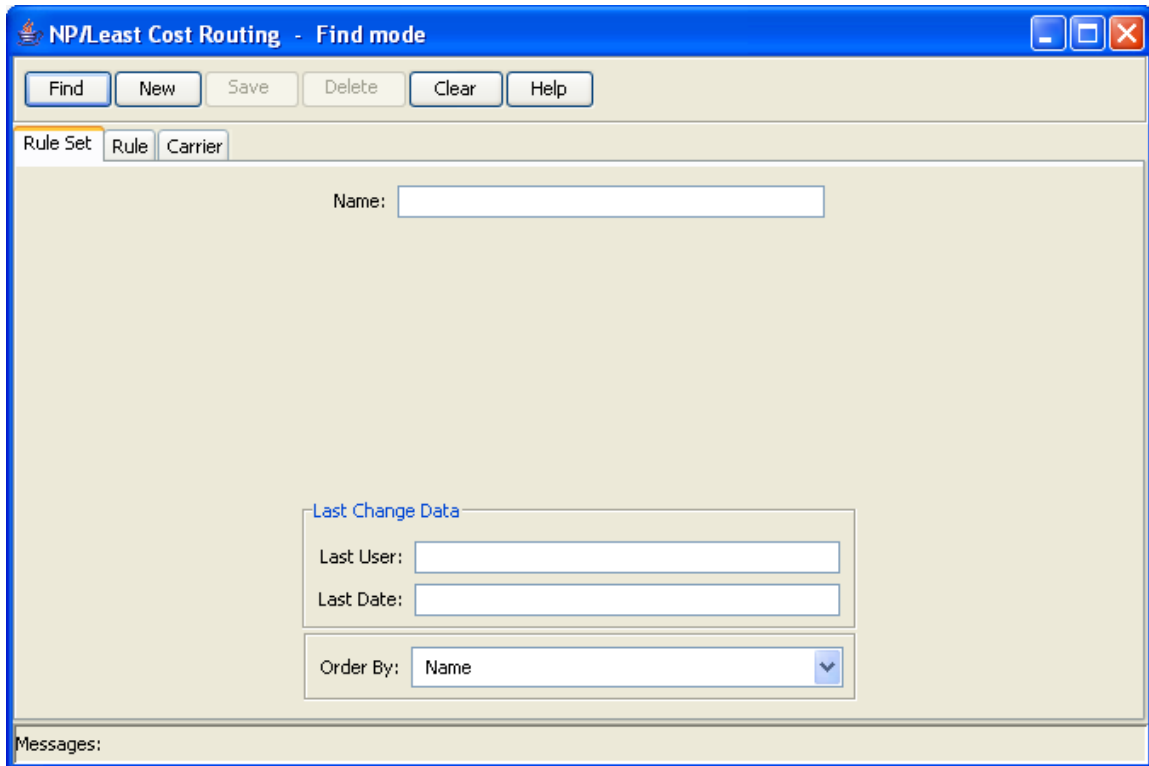 NP/Least Cost Routing - Find mode
Find New Save Delete Clear Help
Rule Set Rule Carrier
Name:
Last Change Data
Last User:
Last Date:
Order By: Name
Messages: